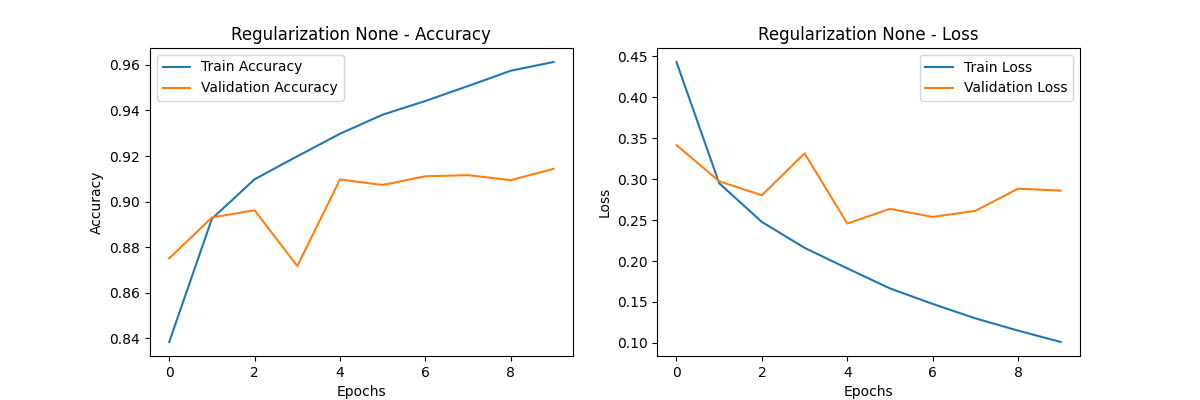 Regularization None - Accuracy
Train Accuracy
Validation Accuracy
0.96
0.94
0.92
0.90
0.88
0.86
0.84
Accuracy
0
2
4
6
8
Epochs
Regularization None - Loss
Train Loss
Validation Loss
0.45
0.40
0.35
0.30
0.25
0.20
0.15
0.10
Loss
0
2
4
6
8
Epochs